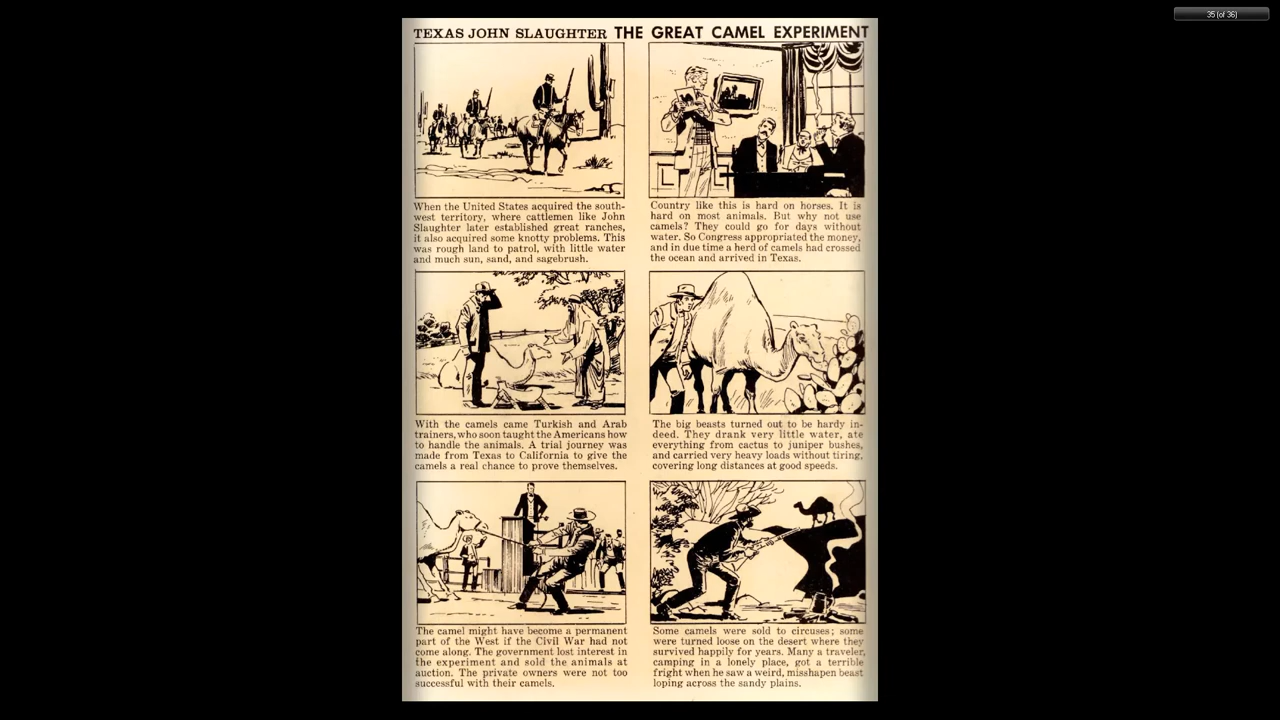 35 (of 36)
TEXAS JOHN SLAUGHTER THE GREAT CAMEL EXPERIMENT
When the United States acquired the south-
west territory, where cattlemen like John
Slaughter later established great ranches,
it also acquired some knotty problems. This
was rough land to patrol, with little water
and much sun, sand, and sagebrush.
Country like this is hard on horses. It is
hard on most animals. But why not use
camels? They could go for days without
water. So Congress appropriated the money,
and in due time a herd of camels had crossed
the ocean and arrived in Texas.
With the camels came Turkish and Arab
trainers, who soon taught the Americans how
to handle the animals. A trial journey was
made from Texas to California to give the
camels a real chance to prove themselves.
The big beasts turned out to be hardy in-
deed. They drank very little water, ate
everything from cactus to juniper bushes,
and carried very heavy loads without tiring,
covering long distances at good speeds.
The camel might have become a permanent
part of the West if the Civil War had not
come along. The government lost interest in
the experiment and sold the animals at
auction. The private owners were not too
successful with their camels.
Some camels were sold to circuses; some
were turned loose on the desert where they
survived happily for years. Many a traveler,
camping in a lonely place, got a terrible
fright when he saw a weird, misshapen beast
loping across the sandy plains.